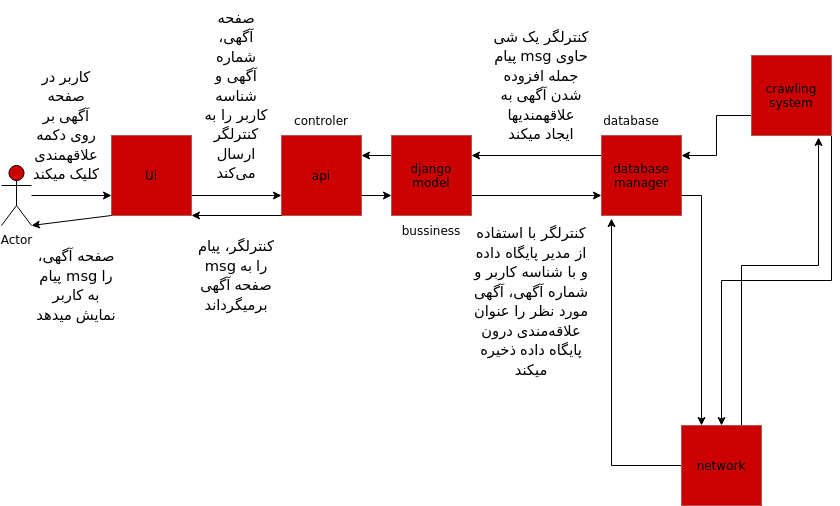 کاربر در
صفحه
آگهی بر
روی دکمه
علاقهمندی
کلیک میکند
Actor
صفحه آگهی،
پیام msg را
به کاربر
نمایش میدهد
Ui
صفحه
آگهی،
شماره
آگهی و
شناسه
کاربر را به
کنترلگر
ارسال
می‌کند
کنترلگر، پیام
msg را به
صفحه آگهی
برمیگرداند
controler
api
django
model
bussiness
کنترلگر یک شی
حاوی msg پیام
جمله افزوده
شدن آگهی به
علاقهمندیها
ایجاد میکند
کنترلگر با استفاده
از مدیر پایگاه داده
و با شناسه کاربر و
شماره آگهی، آگهی
مورد نظر را عنوان
علاقه‌مندی درون
پایگاه داده ذخیره
میکند
database
database
manager
crawling
system
network